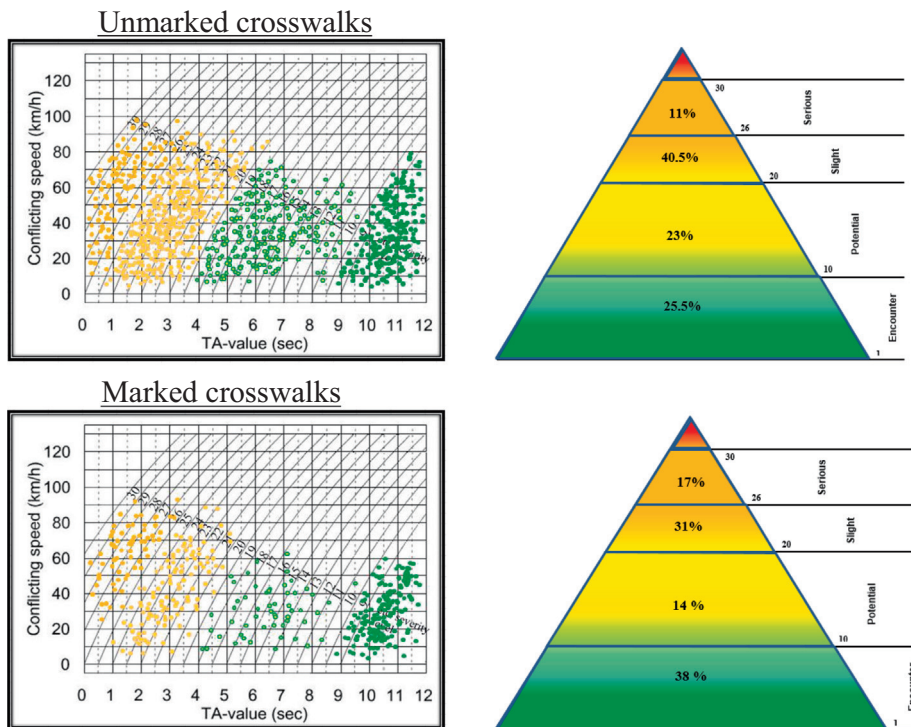 Unmarked crosswalks
Conflicting speed (km/h)
120
100
80
60
40
20
0
0 1 2 3 4 5 6 7 8 9 10 11 12
TA-value (sec)
30
Serious
11%
26
Slight
40.5%
20
Potential
23%
10
Encounter
25.5%
1
Marked crosswalks
Conflicting speed (km/h)
120
100
80
60
40
20
0
0 1 2 3 4 5 6 7 8 9 10 11 12
TA-value (sec)
30
Serious
17%
26
Slight
31%
20
Potential
14 %
10
38 %
1